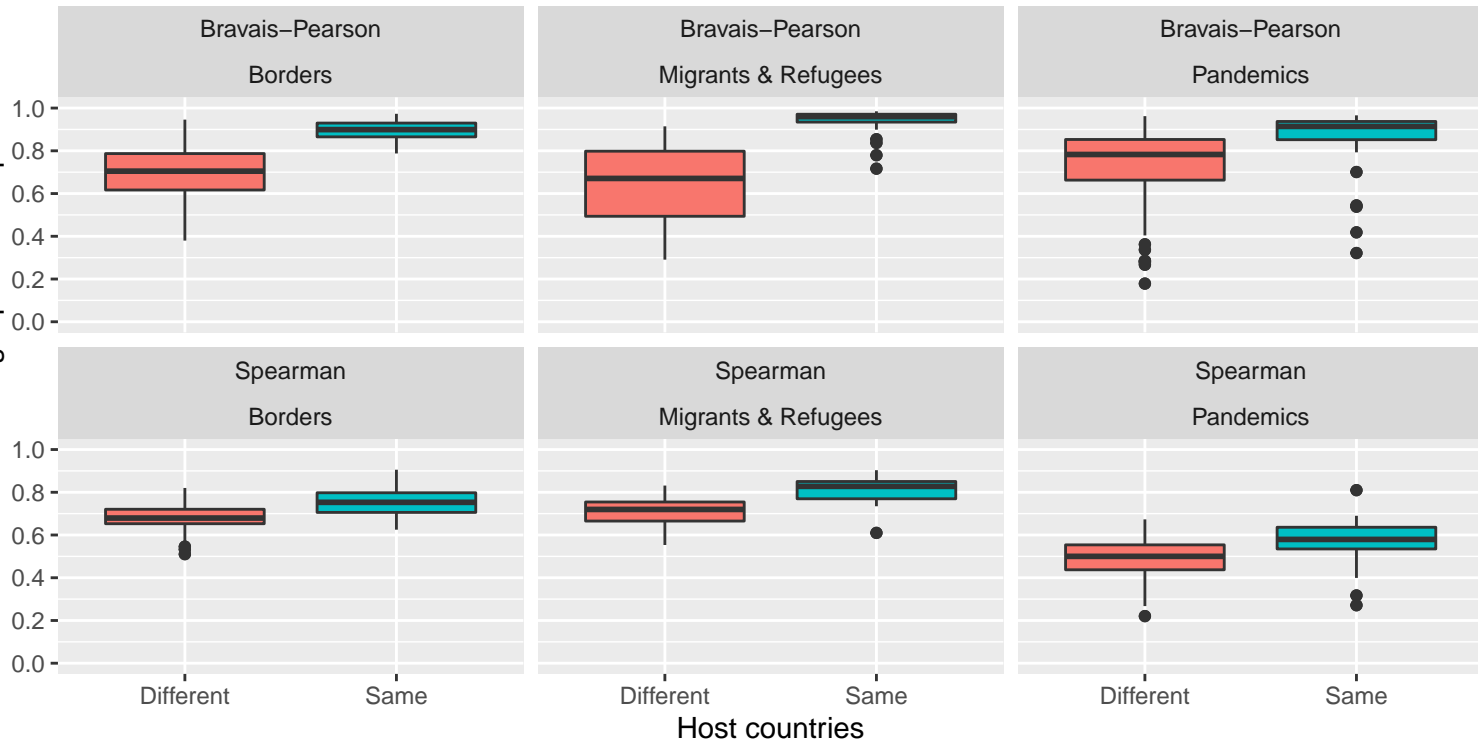 Bravais−Pearson
Borders
Bravais−Pearson
Migrants & Refugees
Bravais−Pearson
Pandemics
1.0
0.8
0.6
0.4
0.2
0.0
Spearman
Borders
Spearman
Migrants & Refugees
Spearman
Pandemics
1.0
0.8
0.6
0.4
0.2
0.0
Different Same Different Same Different Same
Host countries